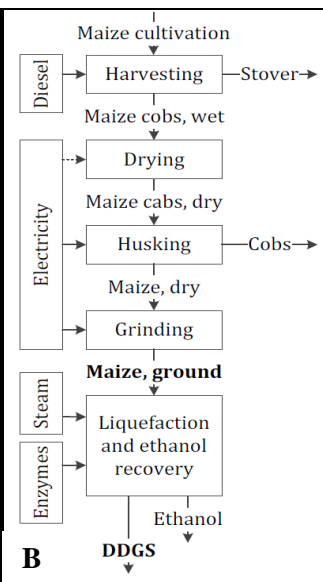 Maize cultivation
Diesel
Harvesting
Stover
Maize cobs, wet
Electricity
Drying
Maize cabs, dry
Husking
Cobs
Maize, dry
Grinding
Maize, ground
Steam
Enzymes
Liquefaction
and ethanol
recovery
Ethanol
DDGS
B